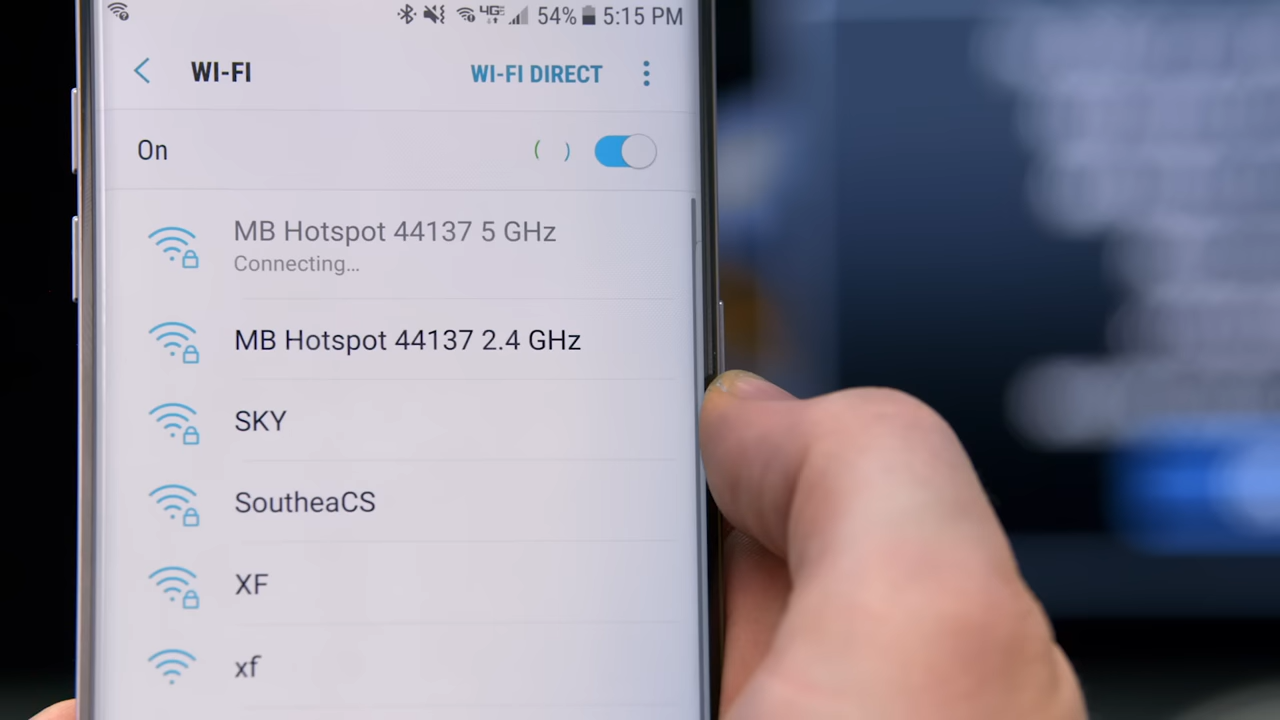 4GE 54% 5:15 PM
WI-FI WI-FI DIRECT
On
MB Hotspot 44137 5 GHz
Connecting...
MB Hotspot 44137 2.4 GHz
SKY
SoutheaCS
XF
xf